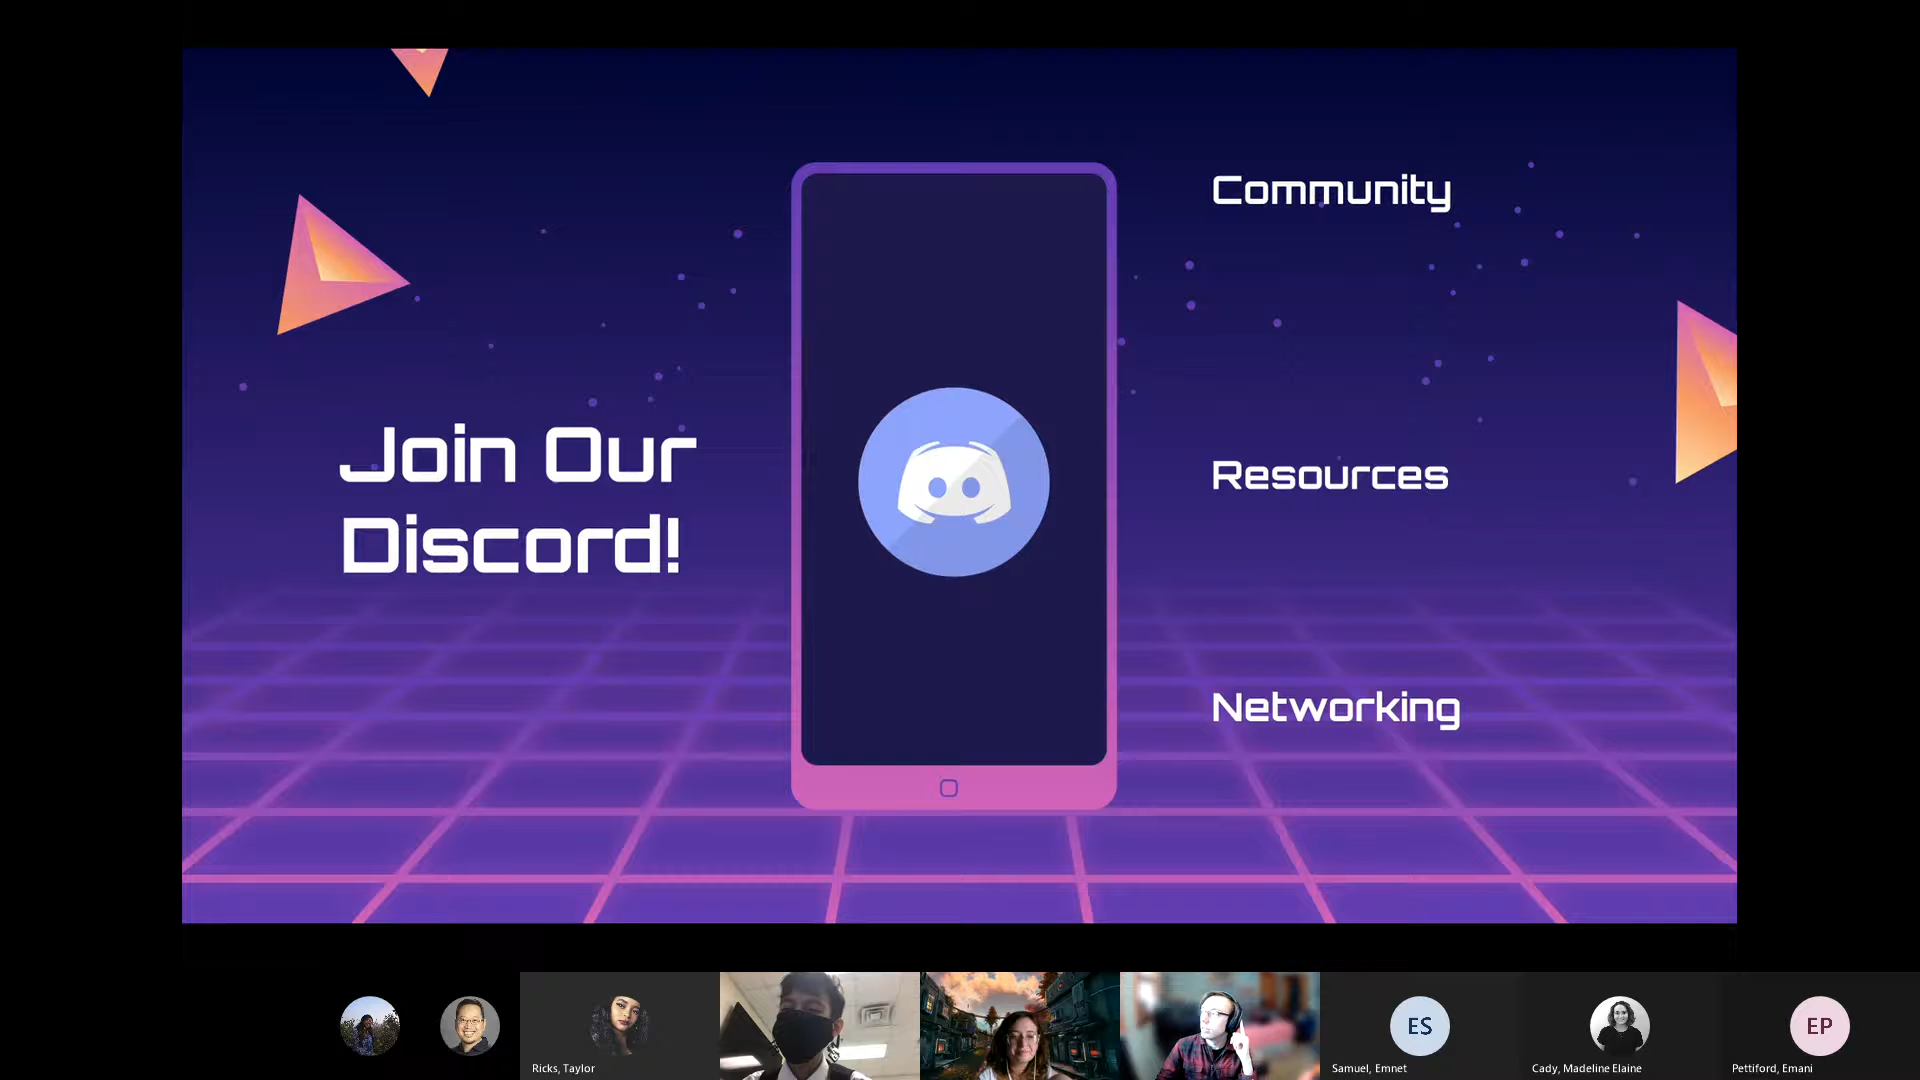 Join Our
Discord!
Community
Resources
Networking
Ricks, Taylor
ES
Samuel, Emnet
Cady, Madeline Elaine
EP
Pettiford, Emani